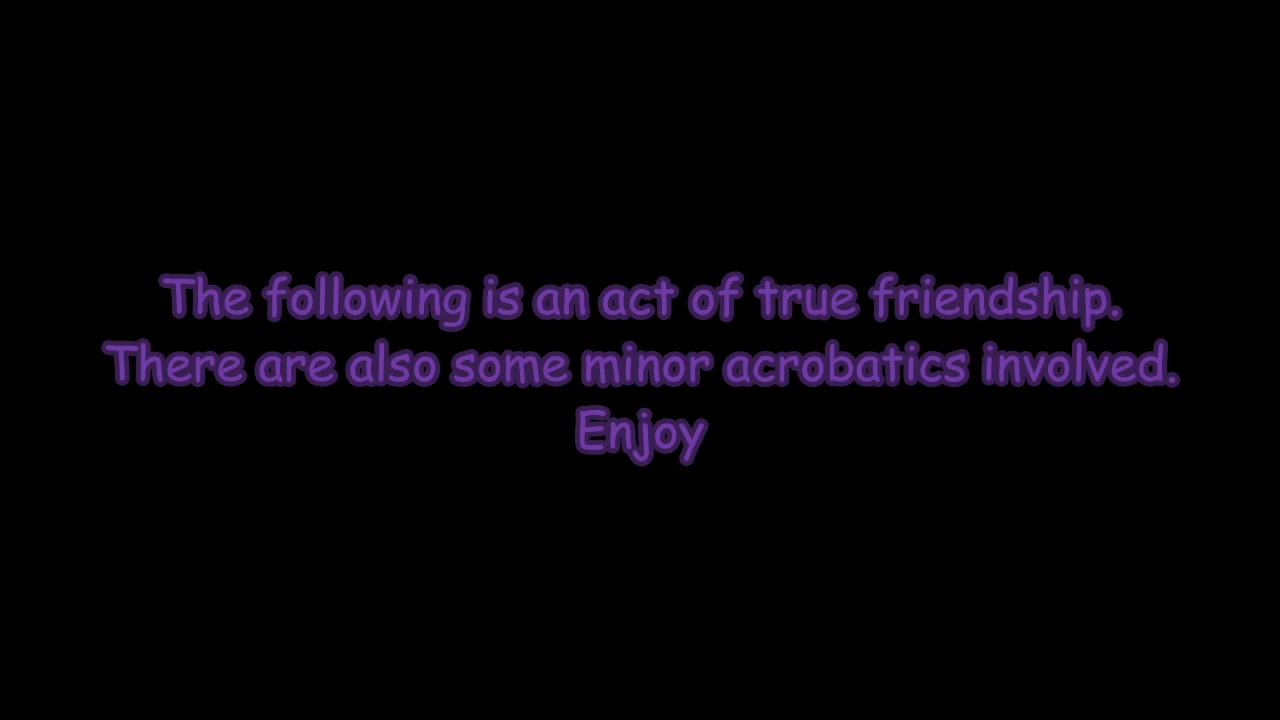 The following is an act of true friendship.
There are also some minor acrobatics involved.
Enjoy